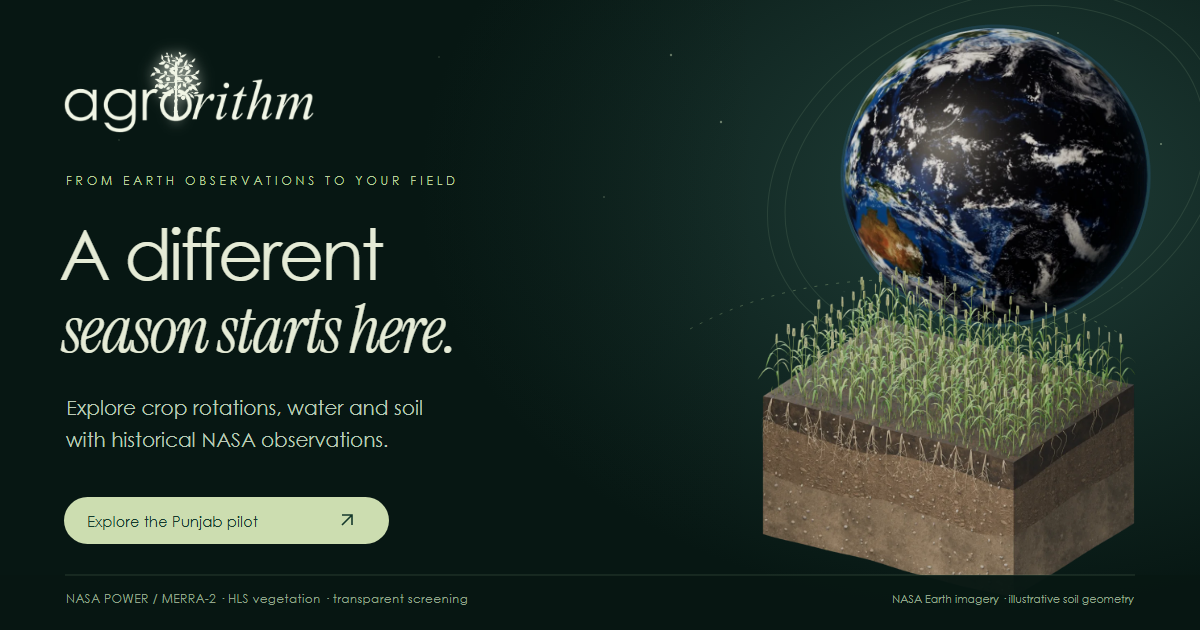 agrorithm
FROM EARTH OBSERVATIONS TO YOUR FIELD
A different
season starts here.
Explore crop rotations, water and soil
with historical NASA observations.
Explore the Punjab pilot
NASA POWER / MERRA-2 · HLS vegetation · transparent screening
NASA Earth imagery · illustrative soil geometry